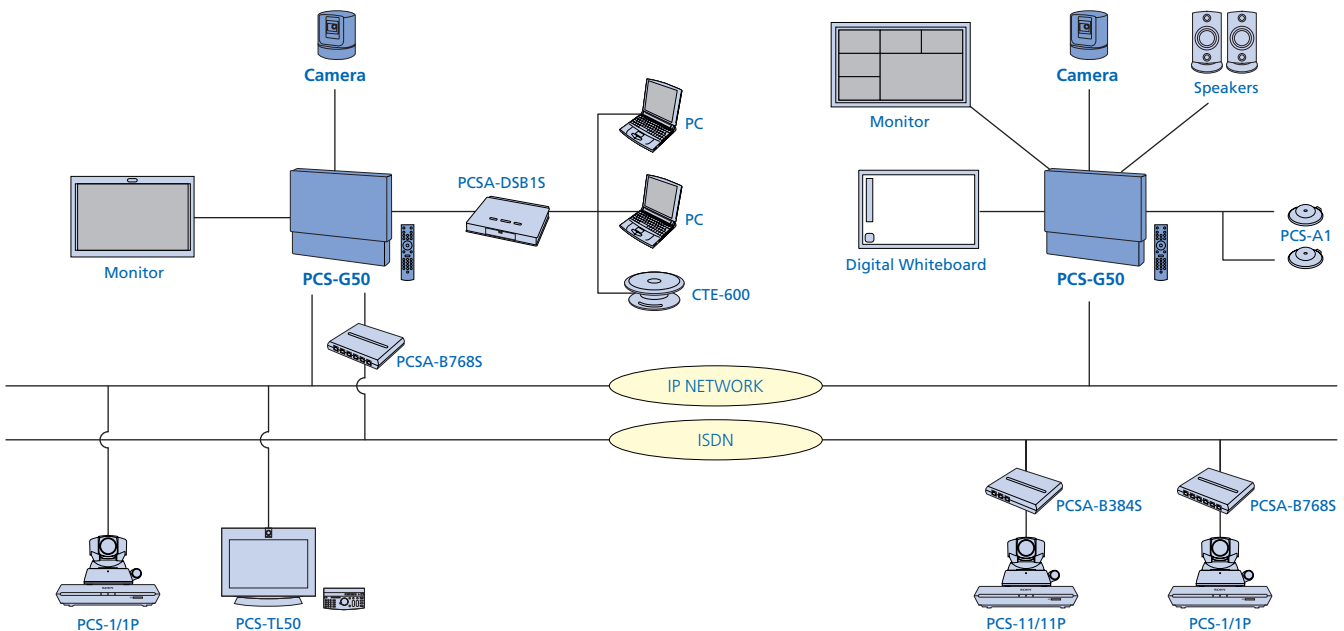 Camera
Camera
Speakers
Monitor
PC
PCSA-DSB1S
PC
PCS-A1
Monitor
PCS-G50
Digital Whiteboard
PCS-G50
CTE-600
PCSA-B768S
IP NETWORK
ISDN
PCSA-B384S
PCSA-B768S
PCS-1/1P
PCS-TL50
PCS-11/11P
PCS-1/1P